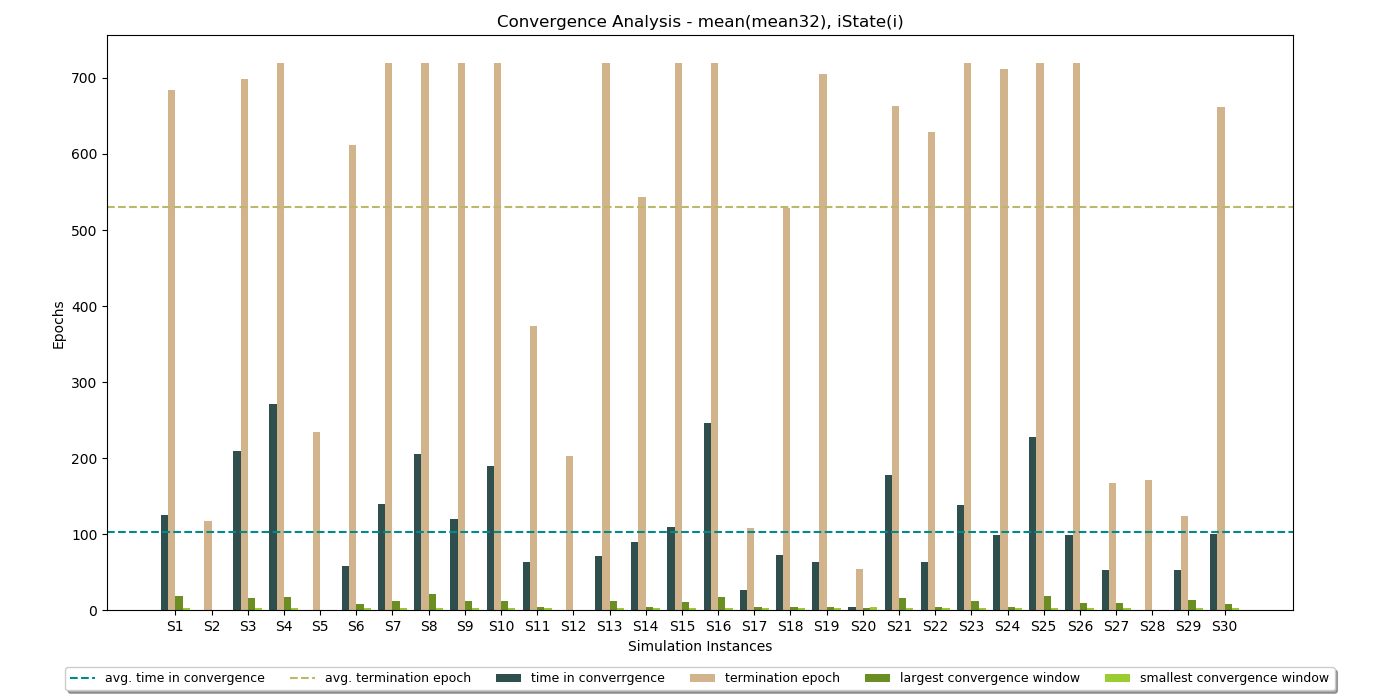 Convergence Analysis - mean(mean32), iState(i)
700
600
500
400
300
200
100
0
Epochs
S1 S2 S3 S4 S5 S6 S7 S8 S9 S10 S11 S12 S13 S14 S15 S16 S17 S18 S19 S20 S21 S22 S23 S24 S25 S26 S27 S28 S29 S30
Simulation Instances
avg. time in convergence avg. termination epoch time in converrgence termination epoch largest convergence window smallest convergence window